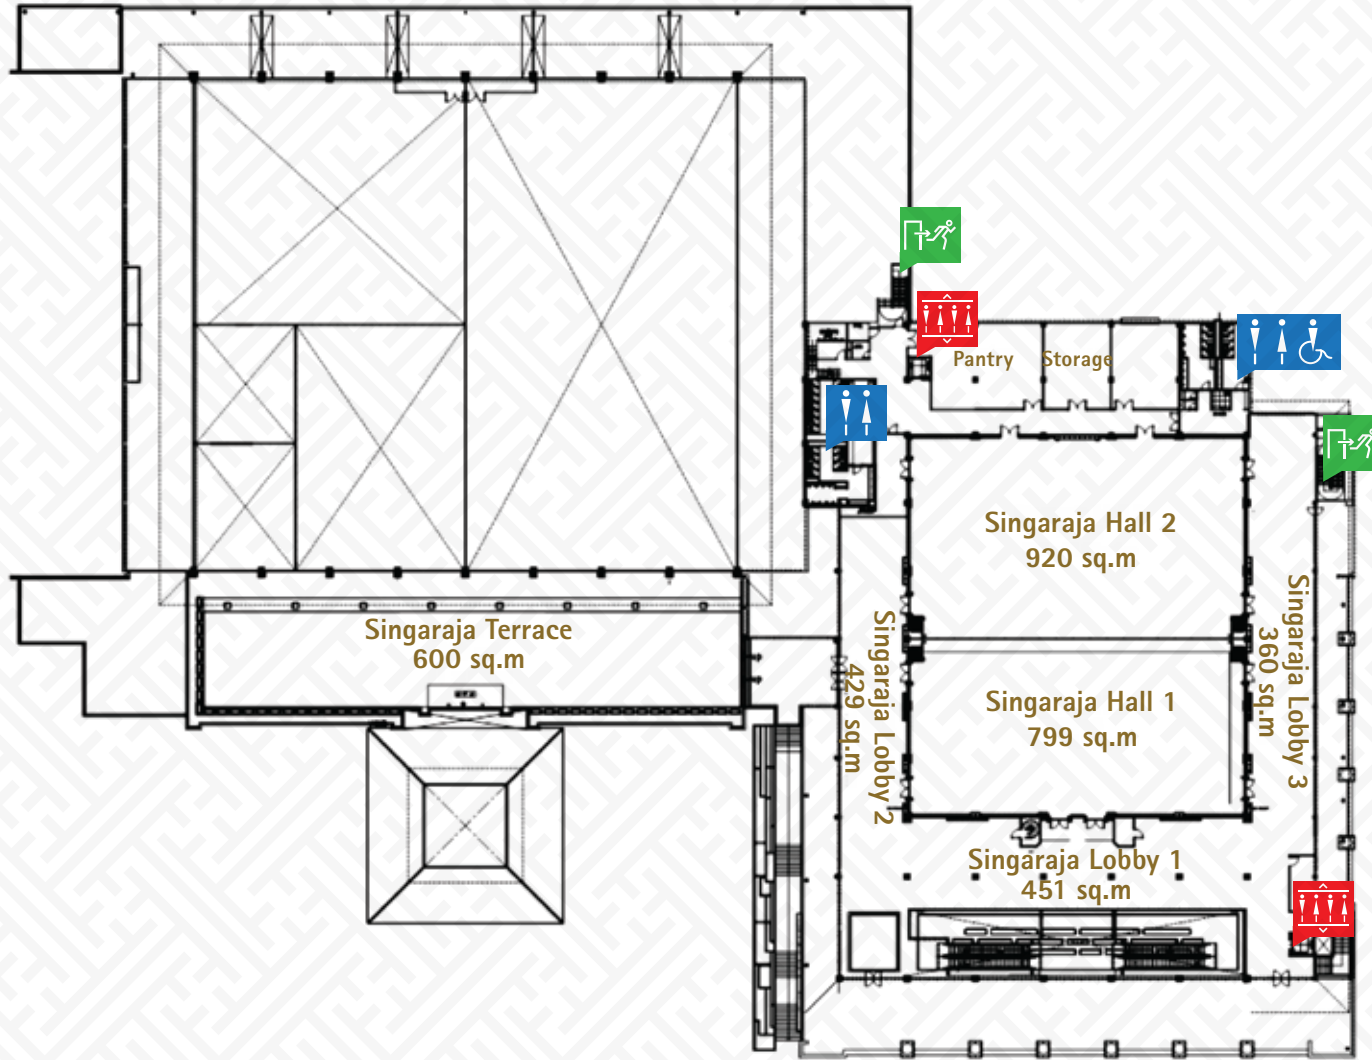 Pantry
Storage
Singaraja Hall 2
920 sq.m
Singaraja Terrace
600 sq.m
Singaraja Lobby 2
429 sq.m
Singaraja Hall 1
799 sq.m
Singaraja Lobby 3
360 sq.m
Singaraja Lobby 1
451 sq.m